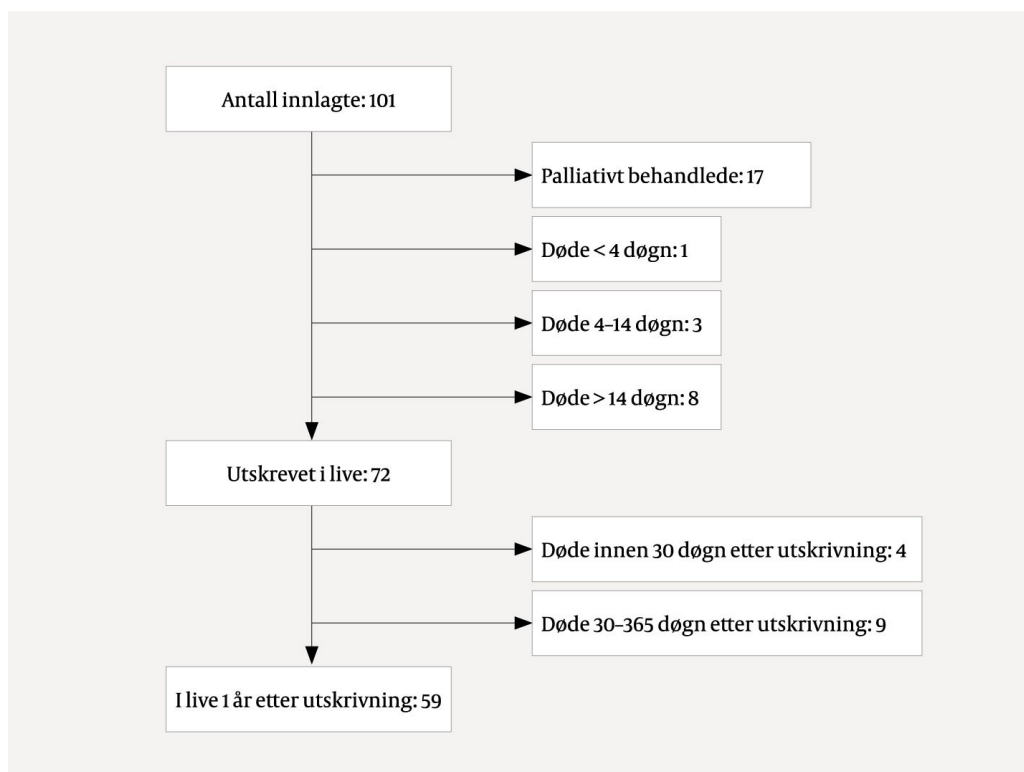 Antall innlagte: 101
Palliativt behandlede: 17
Døde < 4 døgn: 1
Døde 4–14 døgn: 3
Døde > 14 døgn: 8
Utskrevet i live: 72
Døde innen 30 døgn etter utskrivning: 4
Døde 30–365 døgn etter utskrivning: 9
I live 1 år etter utskrivning: 59